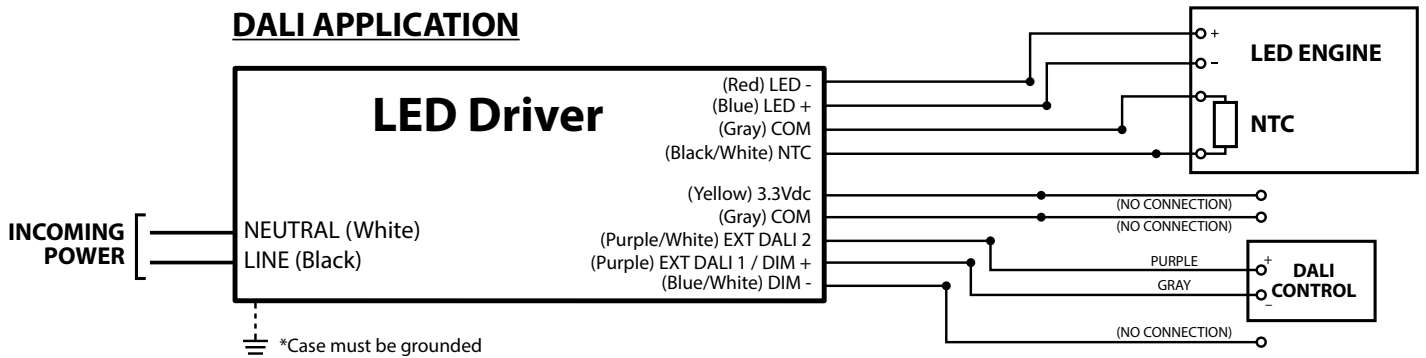 DALI APPLICATION
LED Driver
(Red) LED -
(Blue) LED +
(Gray) COM
(Black/White) NTC
(Yellow) 3.3Vdc
(Gray) COM
(Purple/White) EXT DALI 2
(Purple) EXT DALI 1 / DIM +
(Blue/White) DIM -
INCOMING
POWER
NEUTRAL (White)
LINE (Black)
*Case must be grounded
+
LED ENGINE
–
NTC
(NO CONNECTION)
(NO CONNECTION)
PURPLE
GRAY
+
DALI
CONTROL
–
(NO CONNECTION)